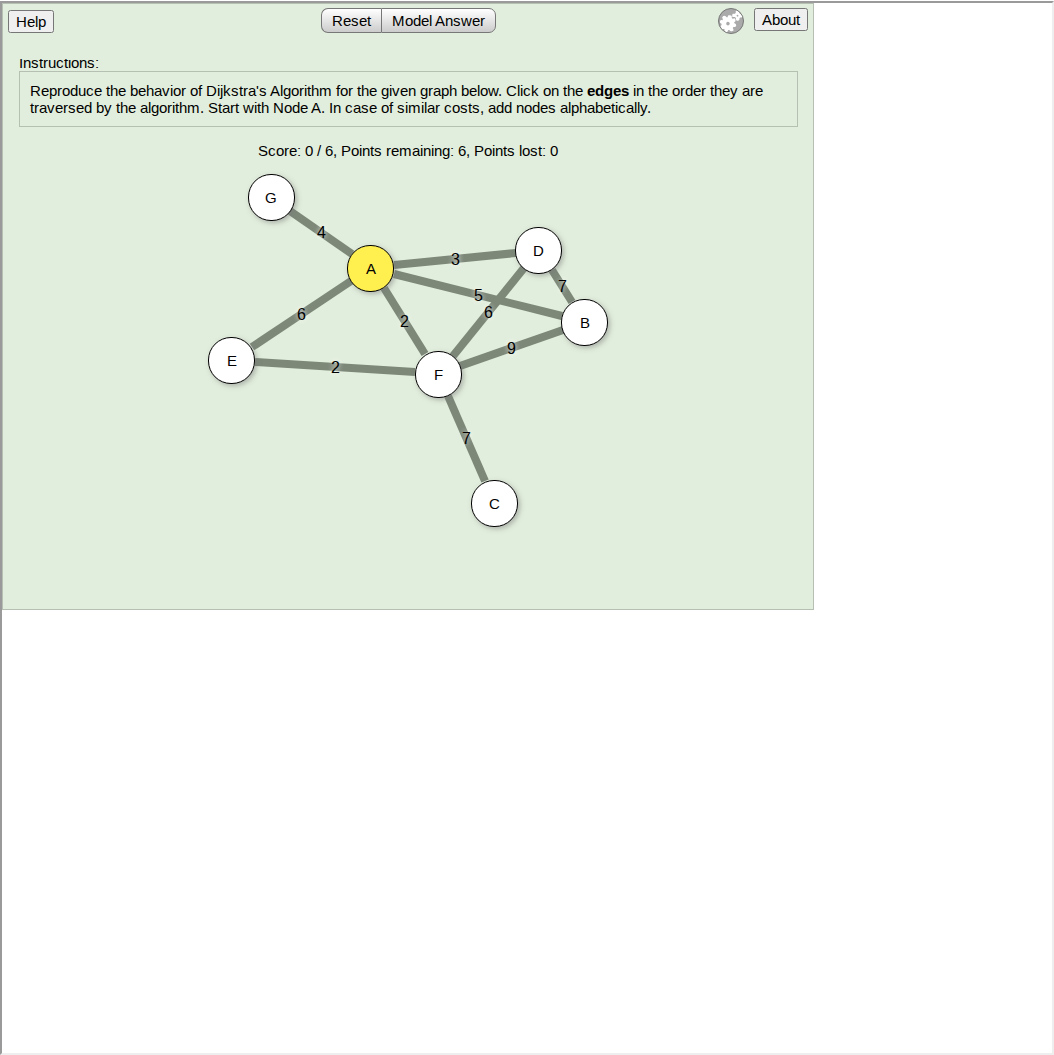 Help
Reset
Model Answer
About
Instructions:
Reproduce the behavior of Dijkstra's Algorithm for the given graph below. Click on the edges in the order they are
traversed by the algorithm. Start with Node A. In case of similar costs, add nodes alphabetically.
Score: 0 / 6, Points remaining: 6, Points lost: 0
G
4
A
3
D
5
7
6
6
2
B
9
E
2
F
7
C